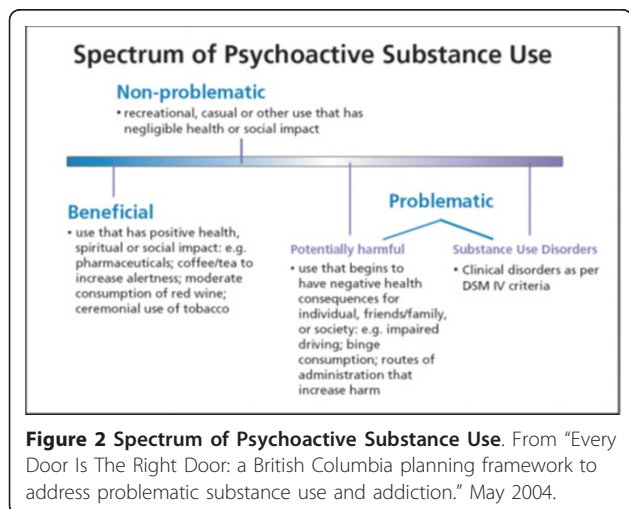 Spectrum of Psychoactive Substance Use
Non-problematic
• recreational, casual or other use that has
negligible health or social impact
Beneficial
• use that has positive health,
spiritual or social impact: e.g.
pharmaceuticals; coffee/tea to
increase alertness; moderate
consumption of red wine;
ceremonial use of tobacco
Problematic
Potentially harmful
• use that begins to
have negative health
consequences for
individual, friends/family,
or society: e.g. impaired
driving; binge
consumption; routes of
administration that
increase harm
Substance Use Disorders
• Clinical disorders as per
DSM IV criteria
Figure 2 Spectrum of Psychoactive Substance Use. From “Every
Door Is The Right Door: a British Columbia planning framework to
address problematic substance use and addiction.” May 2004.